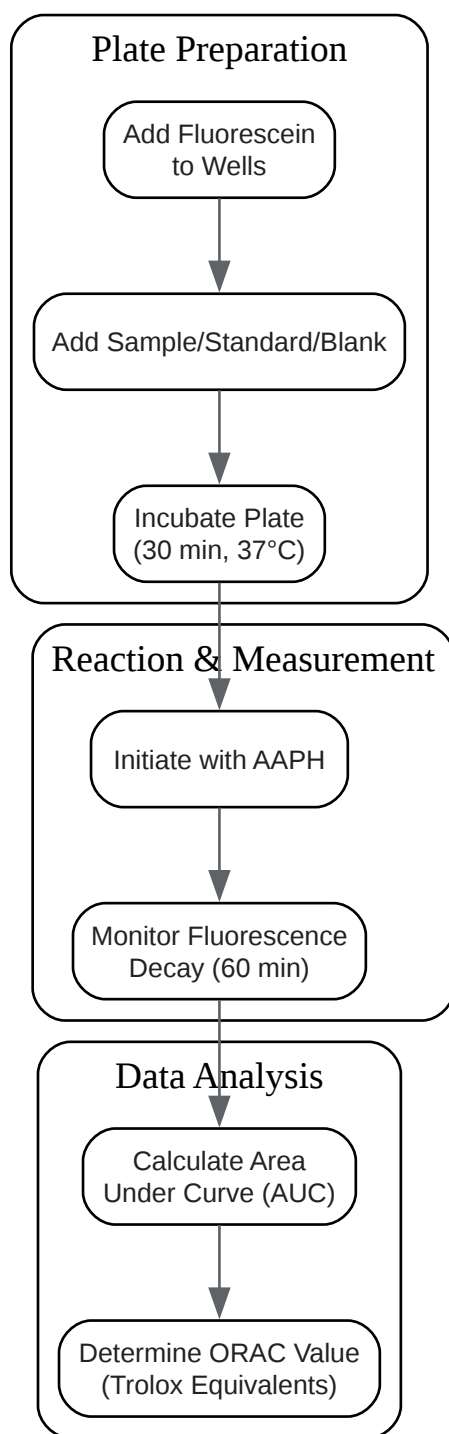 Plate Preparation
Add Fluorescein
to Wells
Add Sample/Standard/Blank
Incubate Plate
(30 min, 37°C)
Reaction & Measurement
Initiate with AAPH
Monitor Fluorescence
Decay (60 min)
Data Analysis
Calculate Area
Under Curve (AUC)
Determine ORAC Value
(Trolox Equivalents)